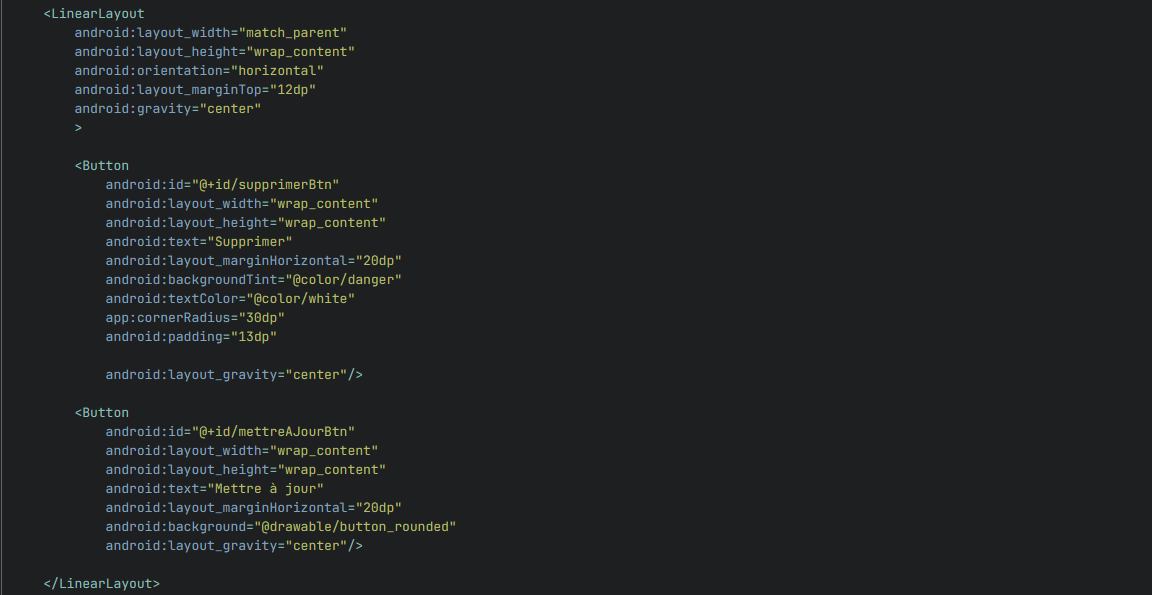 <LinearLayout
android:layout_width="match_parent"
android:layout_height="wrap_content"
android:orientation="horizontal"
android:layout_marginTop="12dp"
android:gravity="center"
>
<Button
android:id="@+id/supprimerBtn"
android:layout_width="wrap_content"
android:layout_height="wrap_content"
android:text="Supprimer"
android:layout_marginHorizontal="20dp"
android:backgroundTint="@color/danger"
android:textColor="@color/white"
app:cornerRadius="30dp"
android:padding="13dp"
android:layout_gravity="center"/>
<Button
android:id="@+id/mettreAJourBtn"
android:layout_width="wrap_content"
android:layout_height="wrap_content"
android:text="Mettre à jour"
android:layout_marginHorizontal="20dp"
android:background="@drawable/button_rounded"
android:layout_gravity="center"/>
</LinearLayout>